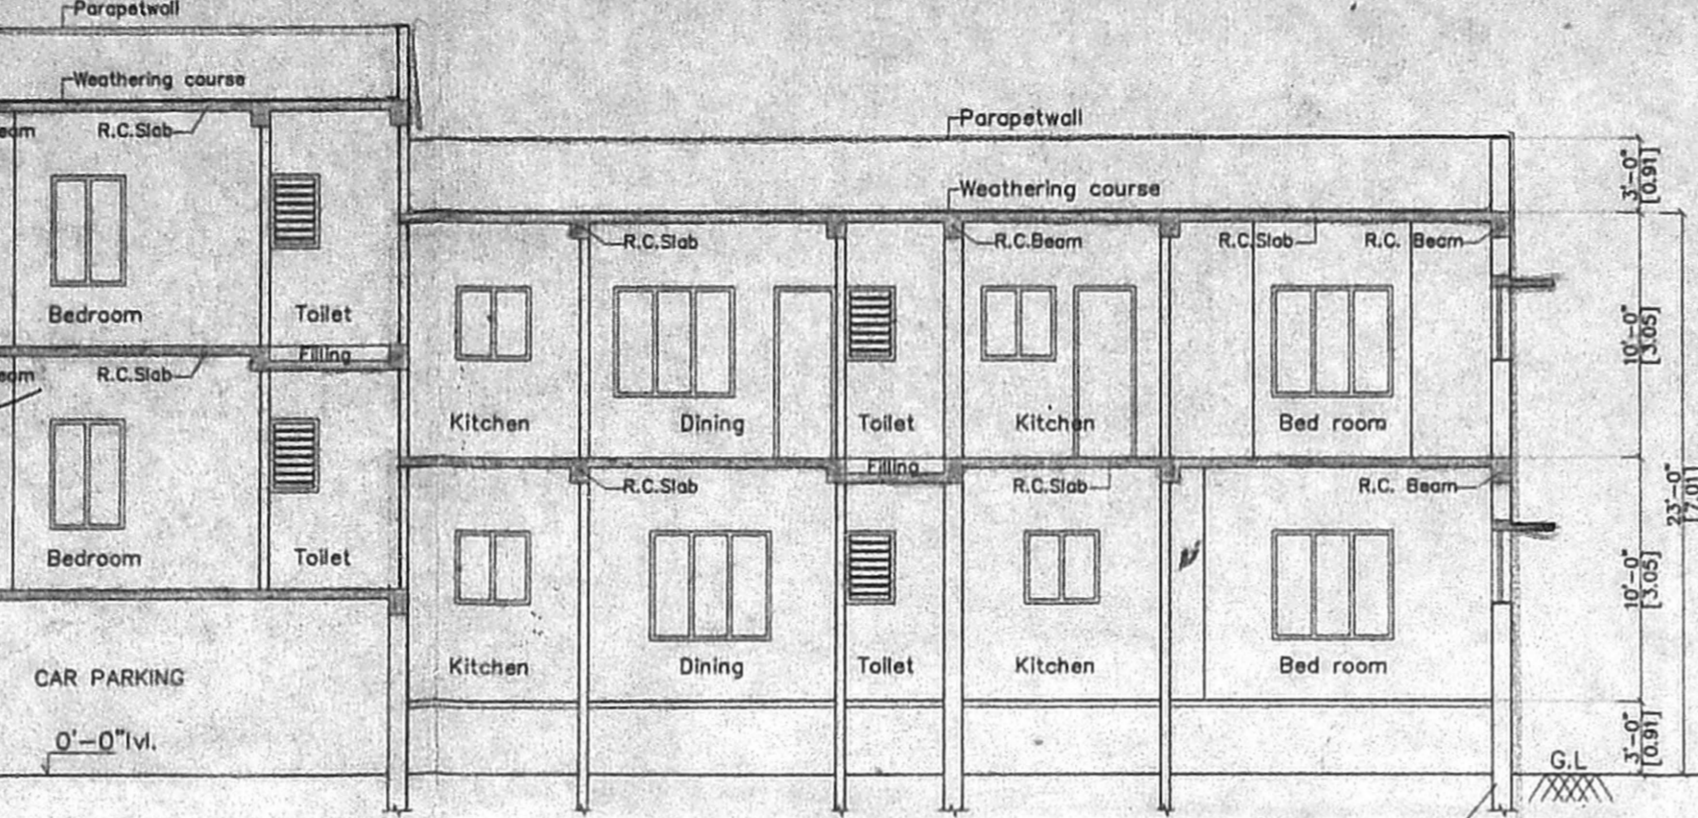 Parapetwall
Weathering course
eam
R.C.Slab
Bedroom
Toilet
Filling
eam
R.C.Slab
Bedroom
Toilet
CAR PARKING
0'-0"lvl.
Parapetwall
Weathering course
R.C.Slab
R.C.Beam
R.C.Slab
R.C. Beam
Kitchen
Dining
Toilet
Kitchen
Bed room
Filling
R.C.Slab
R.C.Slab
R.C. Beam
Kitchen
Dining
Toilet
Kitchen
Bed room
3'-0"
[0.91]
10'-0"
[3.05]
10'-0"
[3.05]
3'-0"
[0.91]
23'-0"
[7.01]
G.L